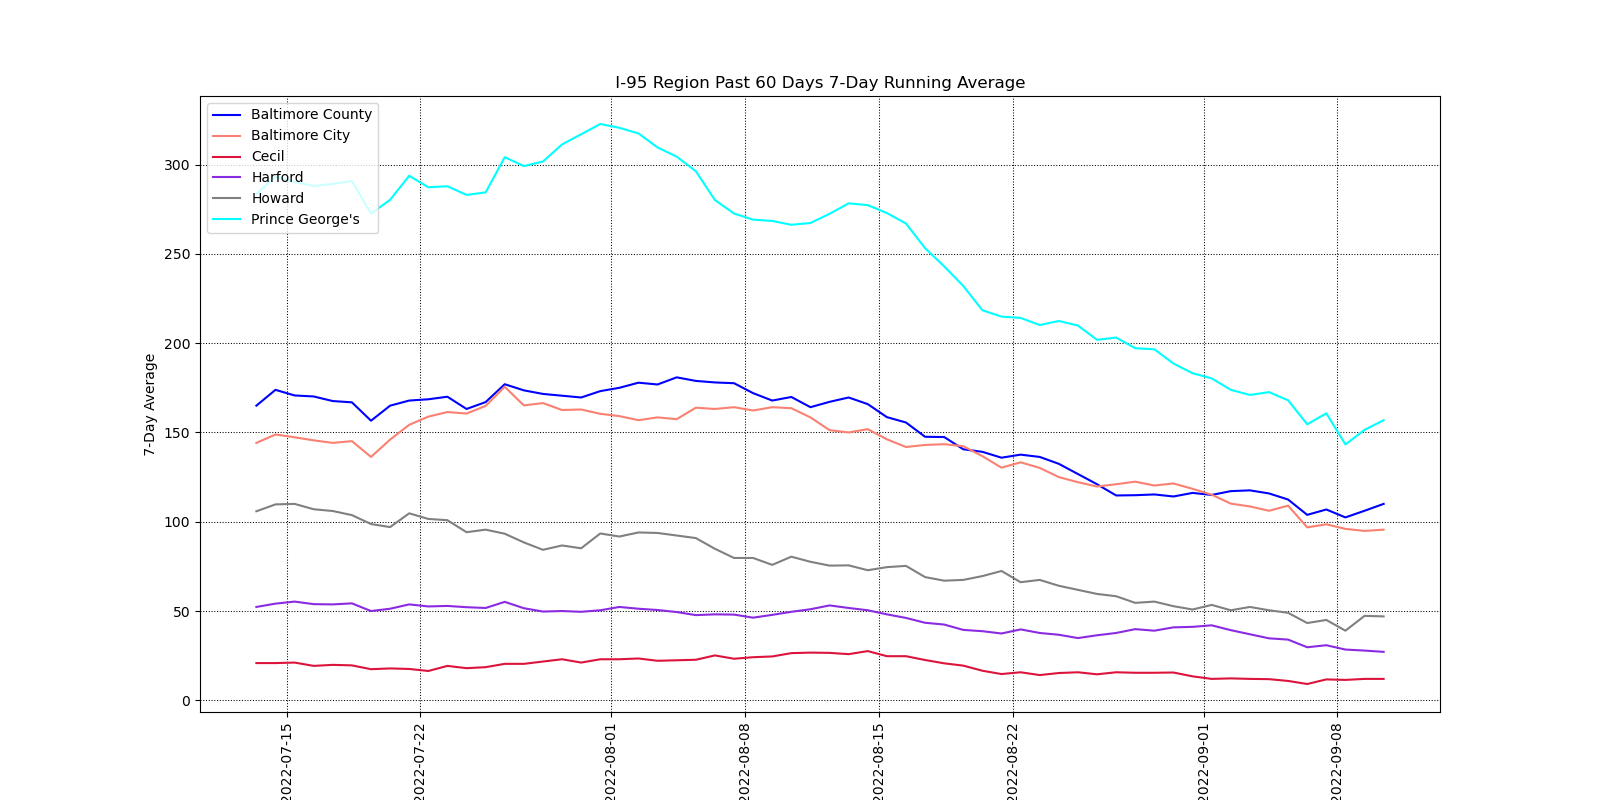 I-95 Region Past 60 Days 7-Day Running Average
Baltimore County
Baltimore City
Cecil
Harford
Howard
Prince George's
7-Day Average
300
250
200
150
100
50
0
2022-07-15
2022-07-22
2022-08-01
2022-08-08
2022-08-15
2022-08-22
2022-09-01
2022-09-08